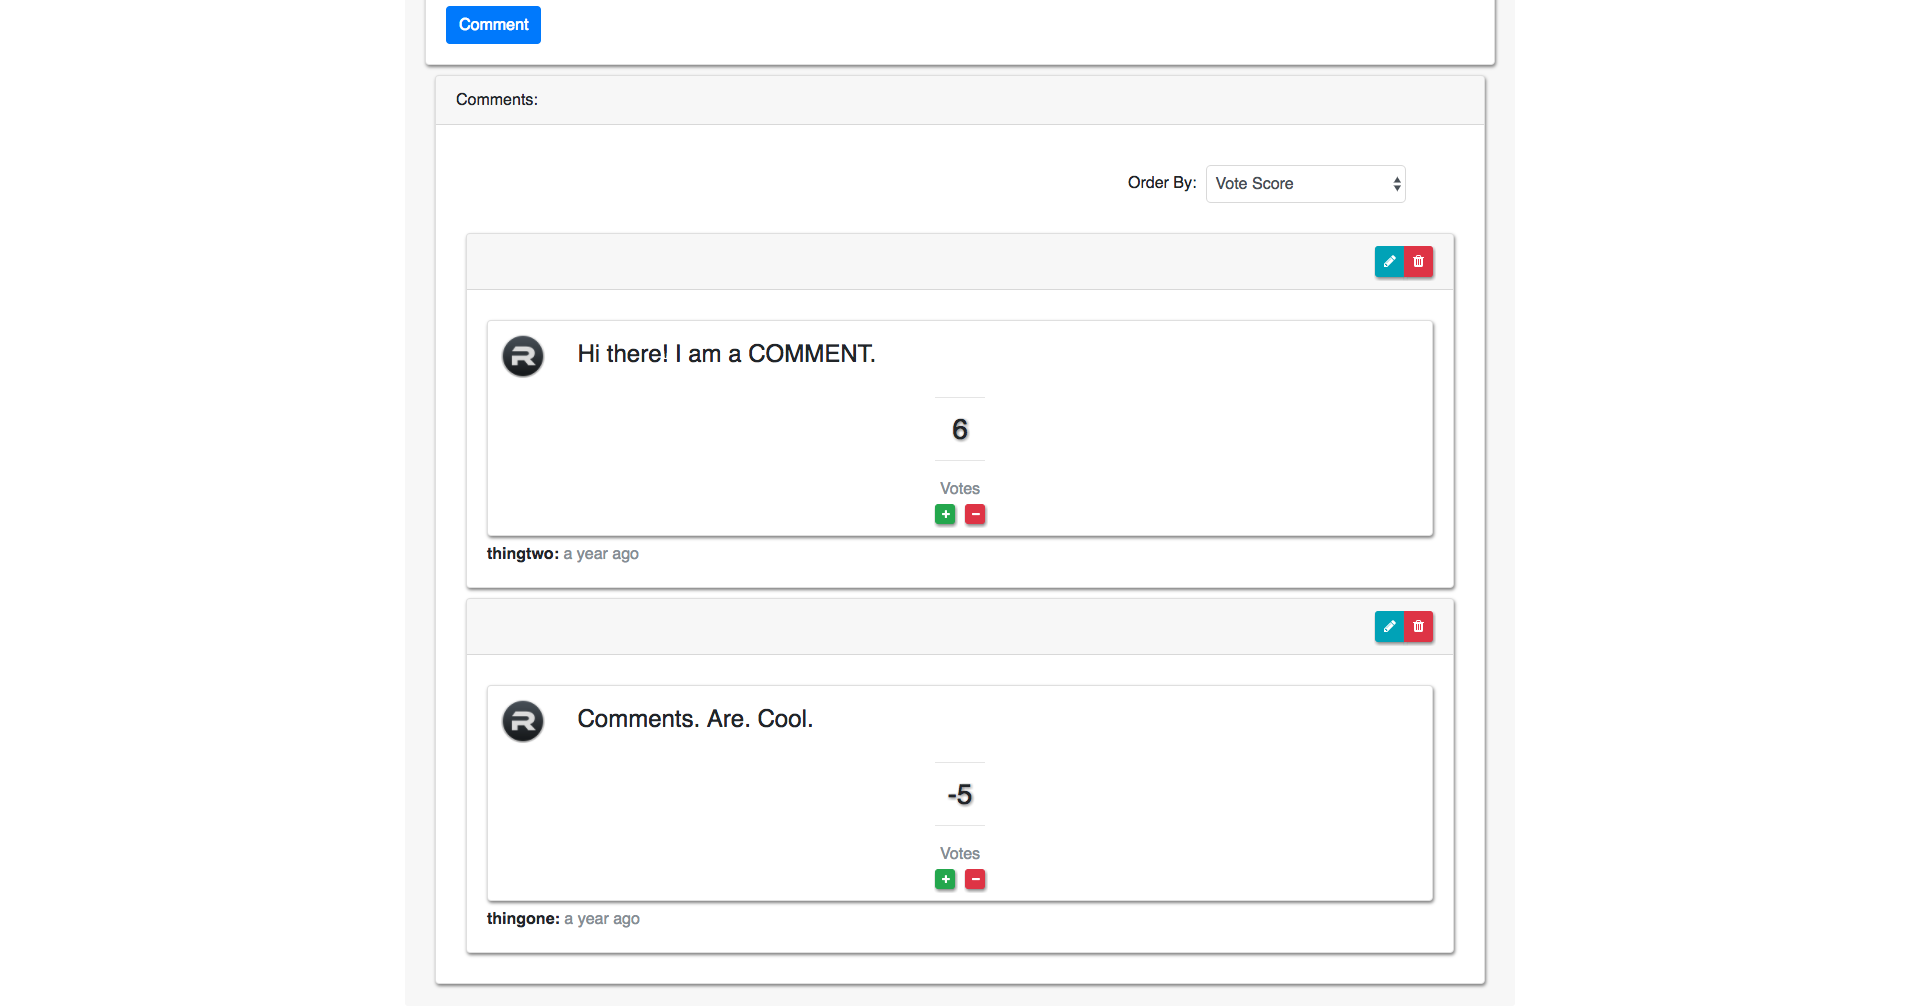 Comment
Comments:
Order By: Vote Score
R Hi there! I am a COMMENT.
6
Votes
+ −
thingtwo: a year ago
R Comments. Are. Cool.
-5
Votes
+ −
thingone: a year ago